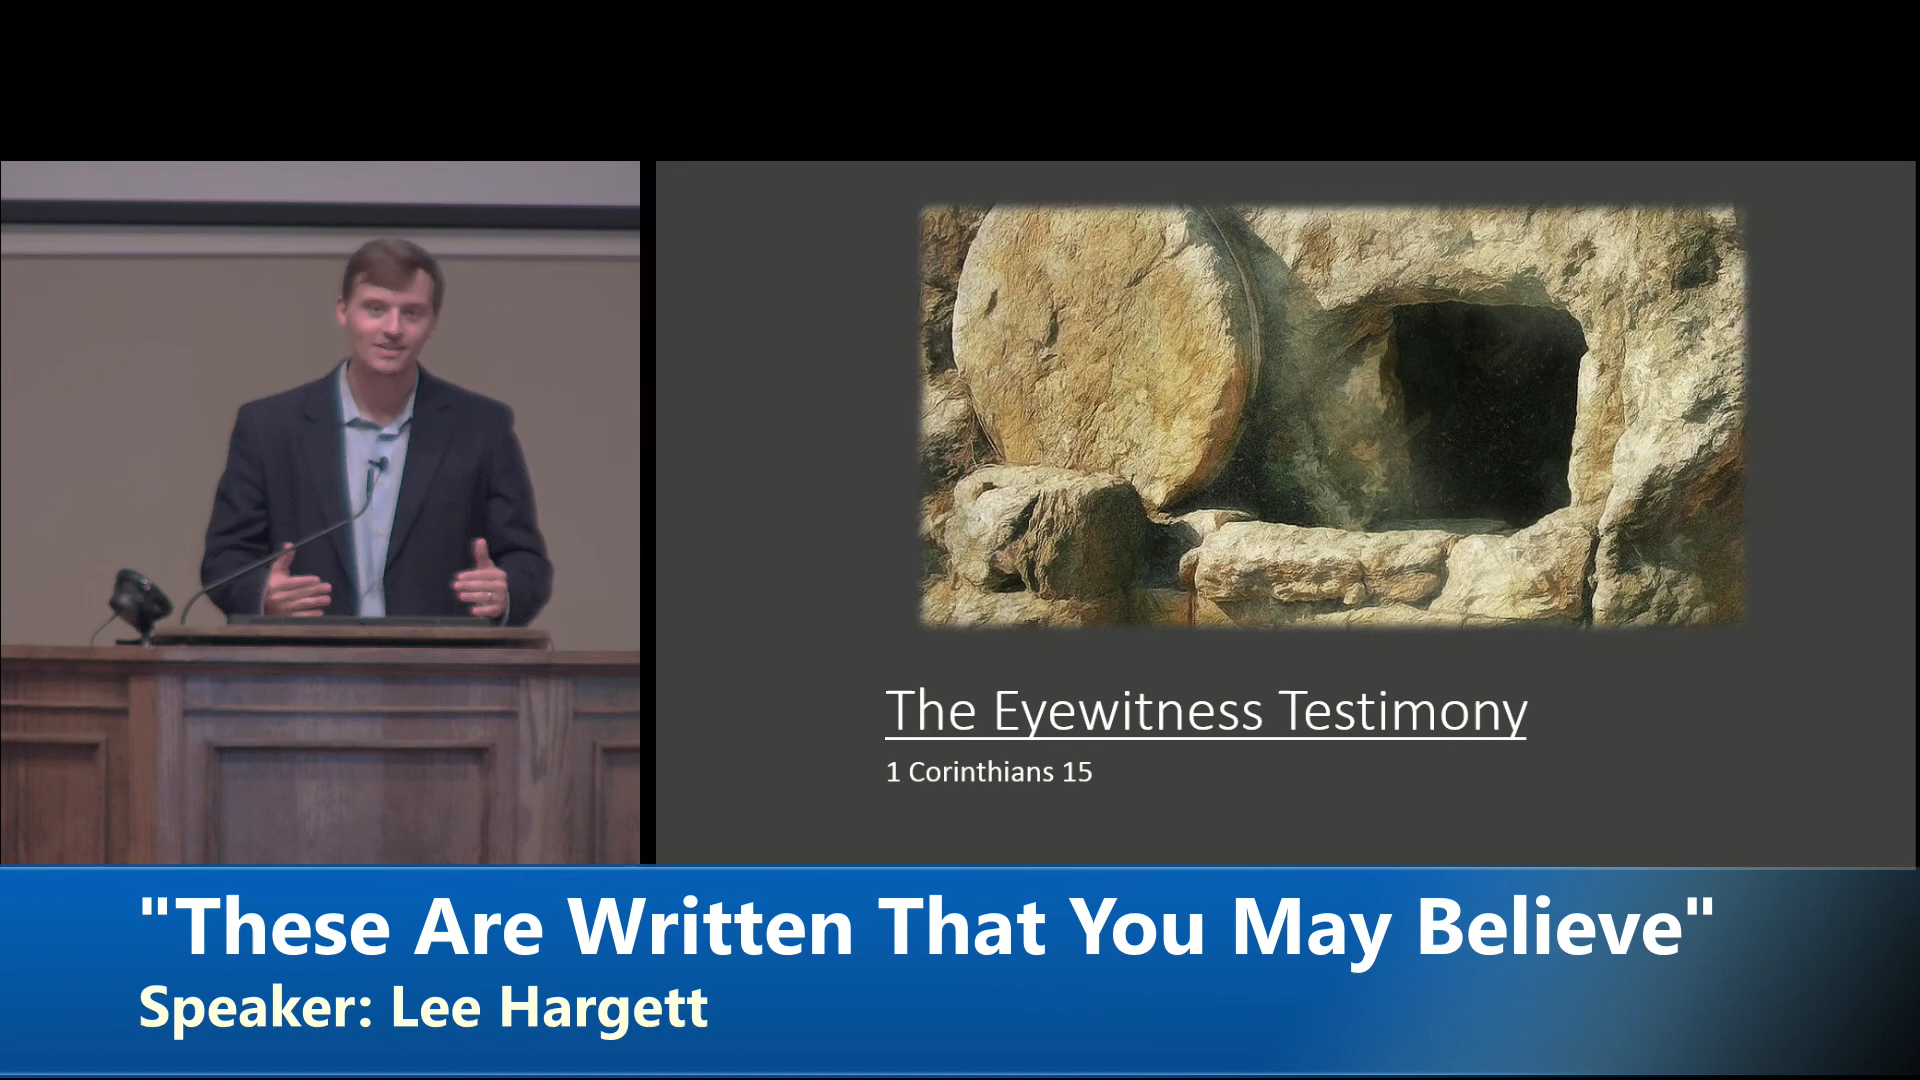 The Eyewitness Testimony
1 Corinthians 15
"These Are Written That You May Believe"
Speaker: Lee Hargett